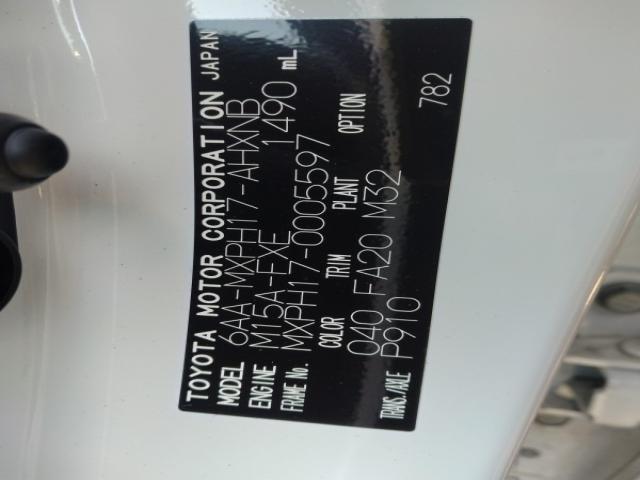 TOYOTA MOTOR CORPORATION JAPAN
MODEL 6AA-MXPH17-AHXNB
ENGINE M15A-FXE 1490 mL
FRAME No. MXPH17-0005597
COLOR TRIM PLANT OPTION
040 FA20 M32
TRANS./AXLE P910 782